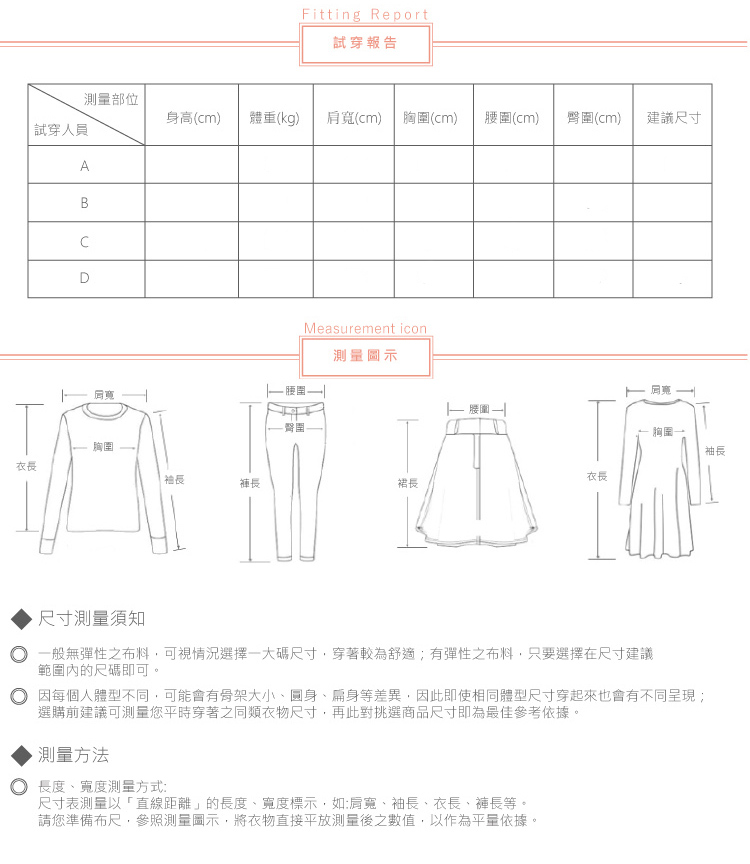 Fitting Report
試穿報告
測量部位
試穿人員
身高(cm) 體重(kg) 肩寬(cm) 胸圍(cm) 腰圍(cm) 臀圍(cm) 建議尺寸
A
B
C
D
Measurement icon
測量圖示
肩寬
胸圍
衣長
袖長
腰圍
臀圍
褲長
腰圍
裙長
肩寬
胸圍
袖長
衣長
尺寸測量須知
一般無彈性之布料，可視情況選擇一大碼尺寸，穿著較為舒適；有彈性之布料，只要選擇在尺寸建議
範圍內的尺碼即可。
因每個人體型不同，可能會有骨架大小、圓身、扁身等差異，因此即使相同體型尺寸穿起來也會有不同呈現；
選購前建議可測量您平時穿著之同類衣物尺寸，再此對挑選商品尺寸即為最佳參考依據。
測量方法
長度、寬度測量方式:
尺寸表測量以「直線距離」的長度、寬度標示，如:肩寬、袖長、衣長、褲長等。
請您準備布尺，參照測量圖示，將衣物直接平放測量後之數值，以作為平量依據。